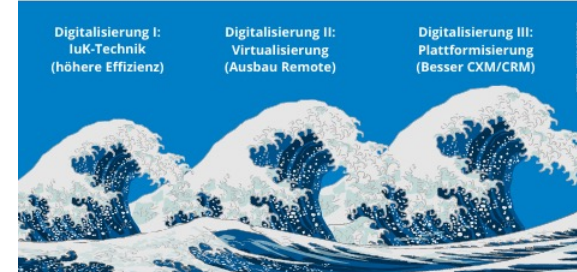 Digitalisierung I:
IuK-Technik
(höhere Effizienz)
Digitalisierung II:
Virtualisierung
(Ausbau Remote)
Digitalisierung III:
Plattformisierung
(Besser CXM/CRM)